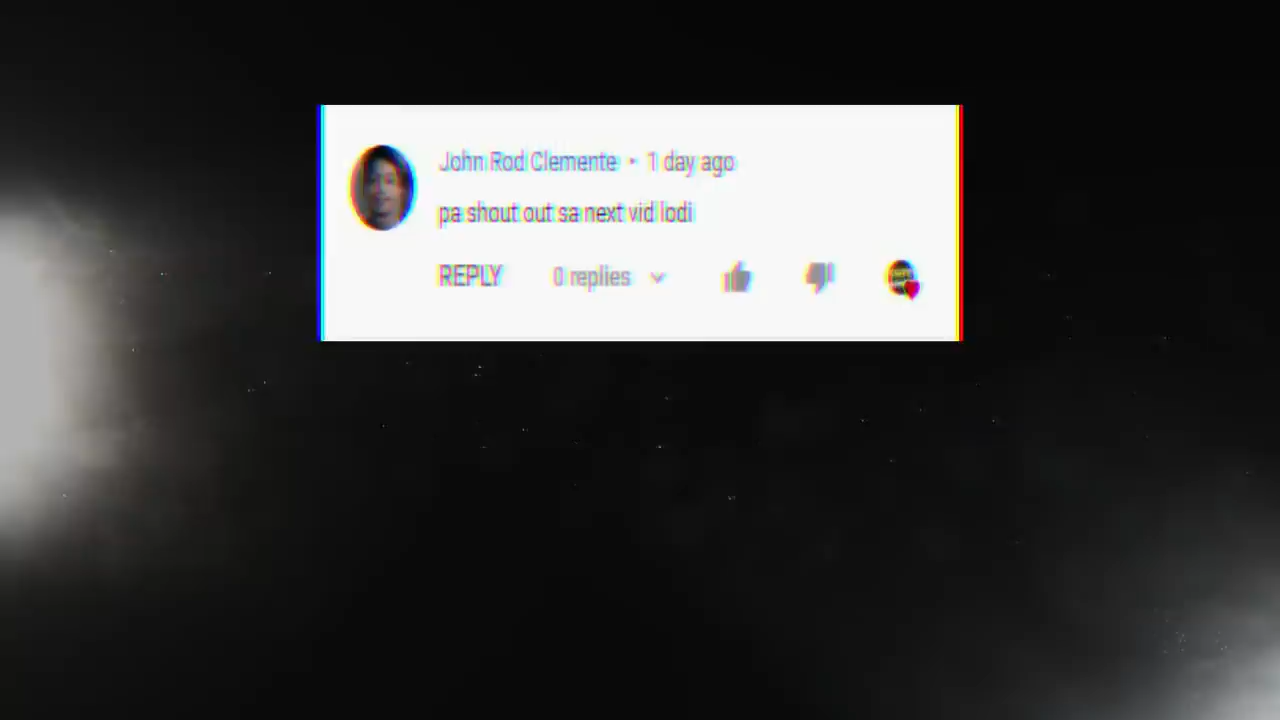 John Rod Clemente • 1 day ago
pa shout out sa next vid lodi
REPLY 0 replies